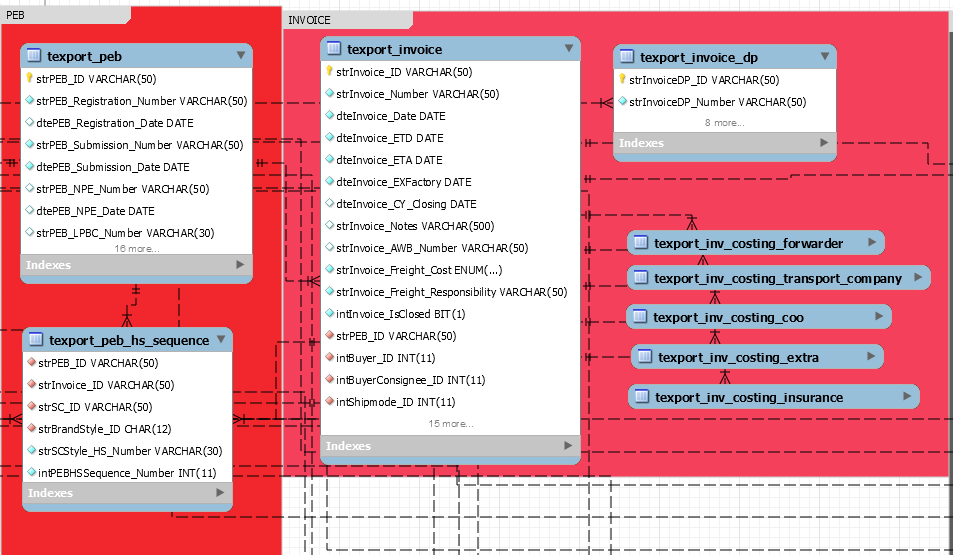 PEB
texport_peb
strPEB_ID VARCHAR(50)
strPEB_Registration_Number VARCHAR(50)
dtePEB_Registration_Date DATE
strPEB_Submission_Number VARCHAR(50)
dtePEB_Submission_Date DATE
strPEB_NPE_Number VARCHAR(50)
dtePEB_NPE_Date DATE
strPEB_LPBC_Number VARCHAR(30)
16 more...
Indexes
texport_peb_hs_sequence
strPEB_ID VARCHAR(50)
strInvoice_ID VARCHAR(50)
strSC_ID VARCHAR(50)
strBrandStyle_ID CHAR(12)
strSCStyle_HS_Number VARCHAR(30)
intPEBHSSequence_Number INT(11)
Indexes
INVOICE
texport_invoice
strInvoice_ID VARCHAR(50)
strInvoice_Number VARCHAR(50)
dteInvoice_Date DATE
dteInvoice_ETD DATE
dteInvoice_ETA DATE
dteInvoice_EXFactory DATE
dteInvoice_CY_Closing DATE
strInvoice_Notes VARCHAR(500)
strInvoice_AWB_Number VARCHAR(50)
strInvoice_Freight_Cost ENUM(...)
strInvoice_Freight_Responsibility VARCHAR(50)
intInvoice_IsClosed BIT(1)
strPEB_ID VARCHAR(50)
intBuyer_ID INT(11)
intBuyerConsignee_ID INT(11)
intShipmode_ID INT(11)
15 more...
Indexes
texport_invoice_dp
strInvoiceDP_ID VARCHAR(50)
strInvoiceDP_Number VARCHAR(50)
8 more...
Indexes
texport_inv_costing_forwarder
texport_inv_costing_transport_company
texport_inv_costing_coo
texport_inv_costing_extra
texport_inv_costing_insurance